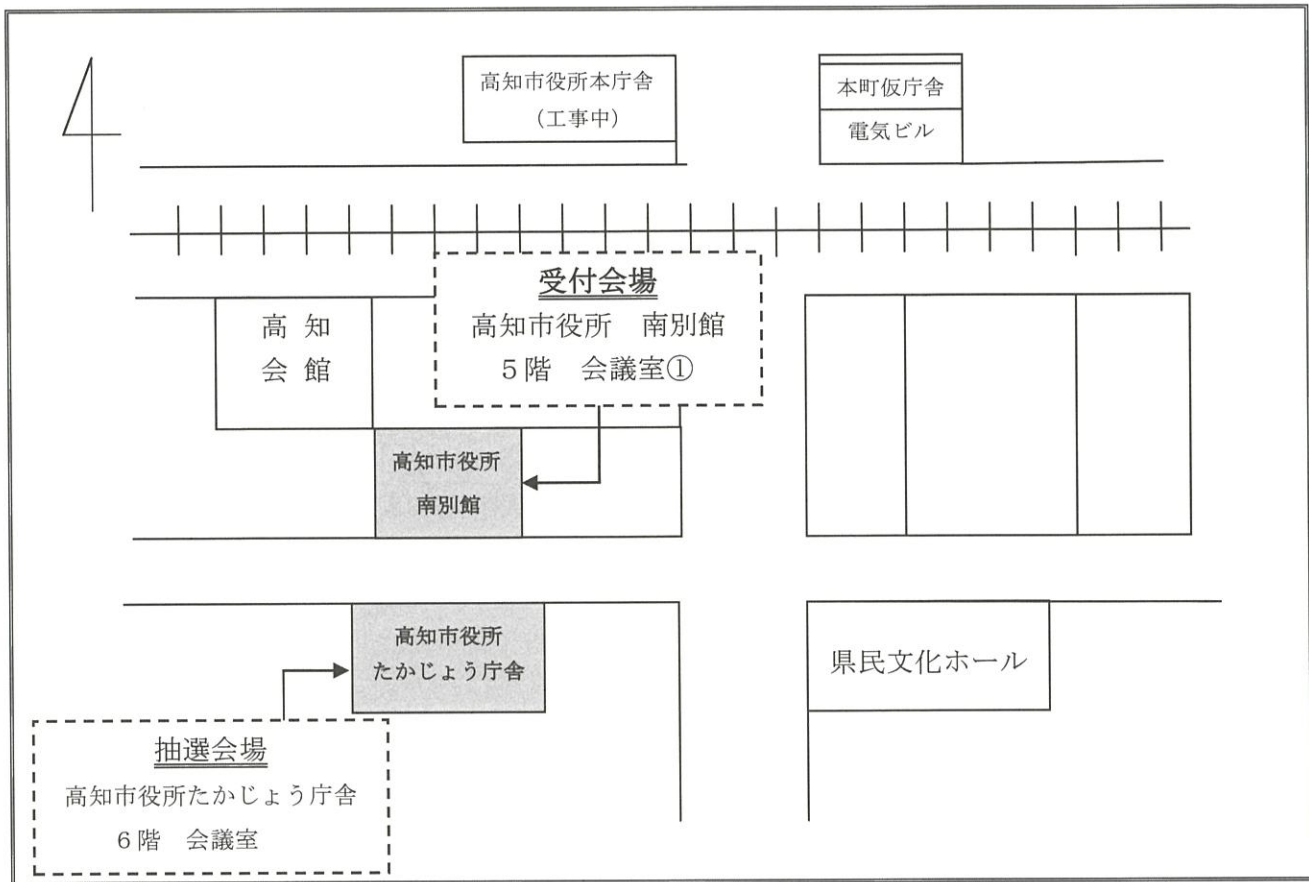 高知市役所本庁舎
（工事中）
本町仮庁舎
電気ビル
受付会場
高知市役所　南別館
５階　会議室①
高 知
会 館
高知市役所
南別館
高知市役所
たかじょう庁舎
県民文化ホール
抽選会場
高知市役所たかじょう庁舎
６階　会議室